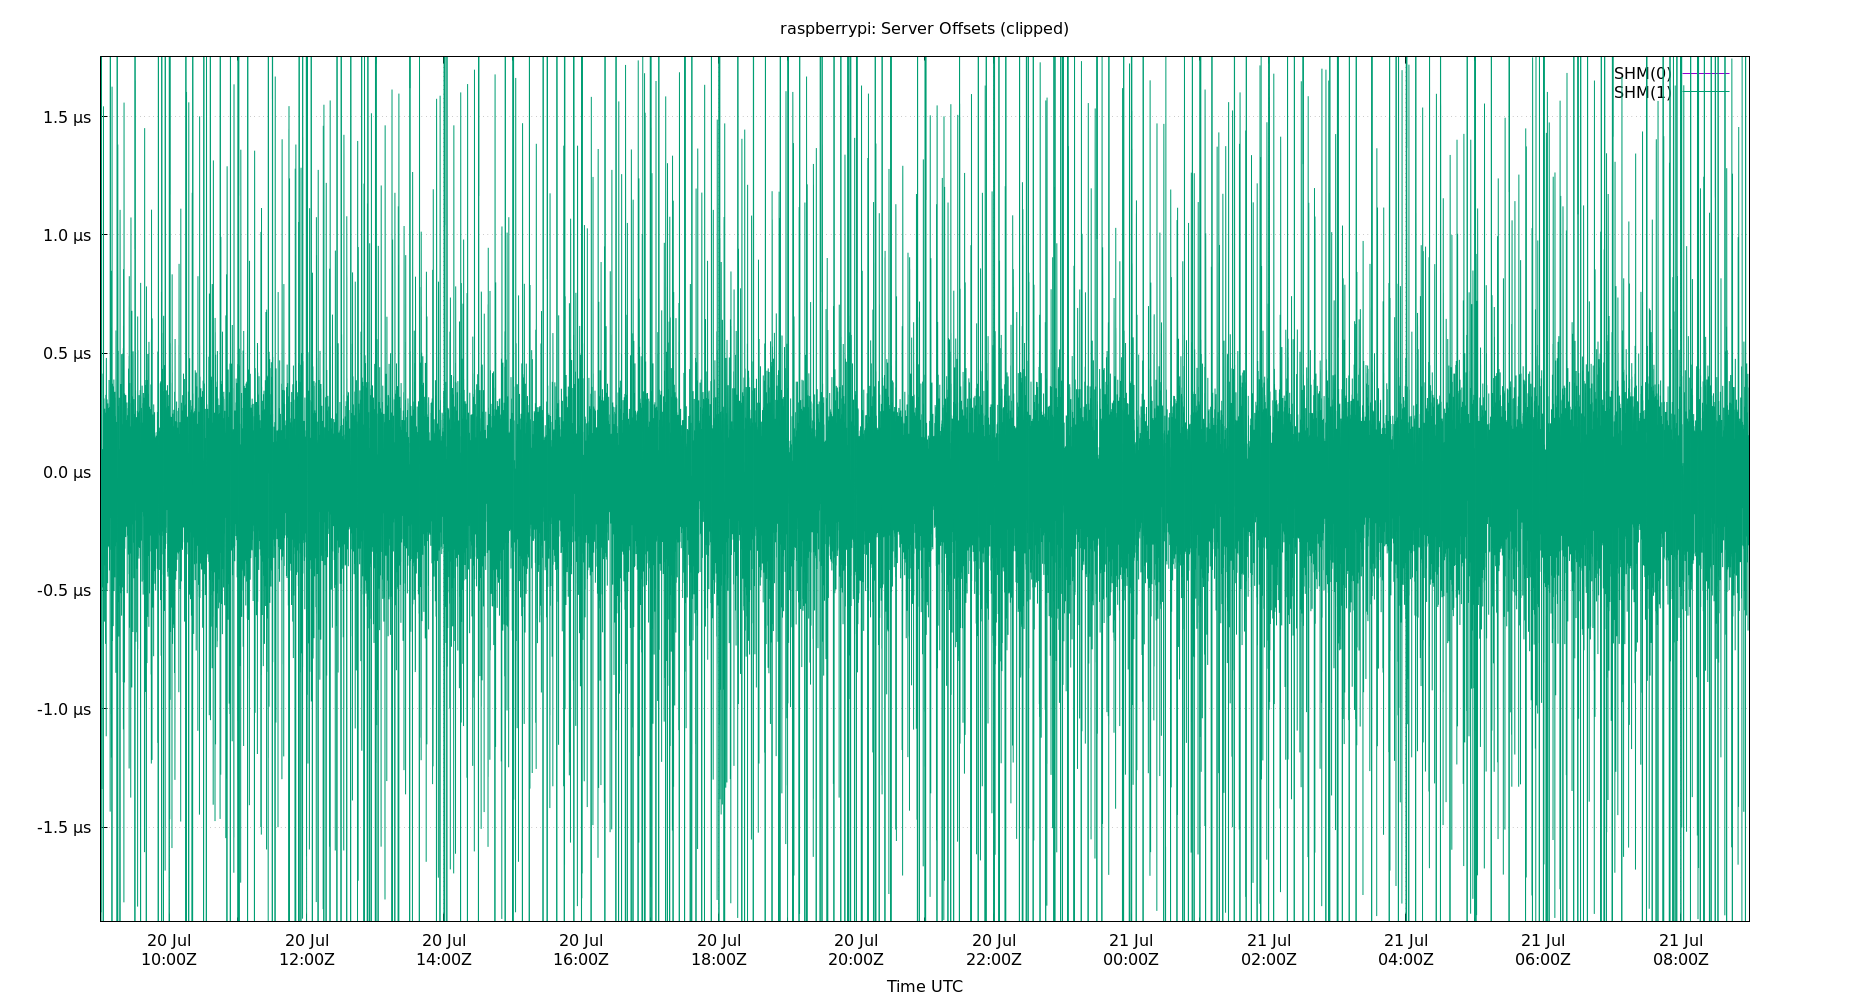 raspberrypi: Server Offsets (clipped)
SHM(0)
SHM(1)
1.5 µs
1.0 µs
0.5 µs
0.0 µs
-0.5 µs
-1.0 µs
-1.5 µs
20 Jul 20 Jul 20 Jul 20 Jul 20 Jul 20 Jul 20 Jul 21 Jul 21 Jul 21 Jul 21 Jul 21 Jul
10:00Z 12:00Z 14:00Z 16:00Z 18:00Z 20:00Z 22:00Z 00:00Z 02:00Z 04:00Z 06:00Z 08:00Z
Time UTC